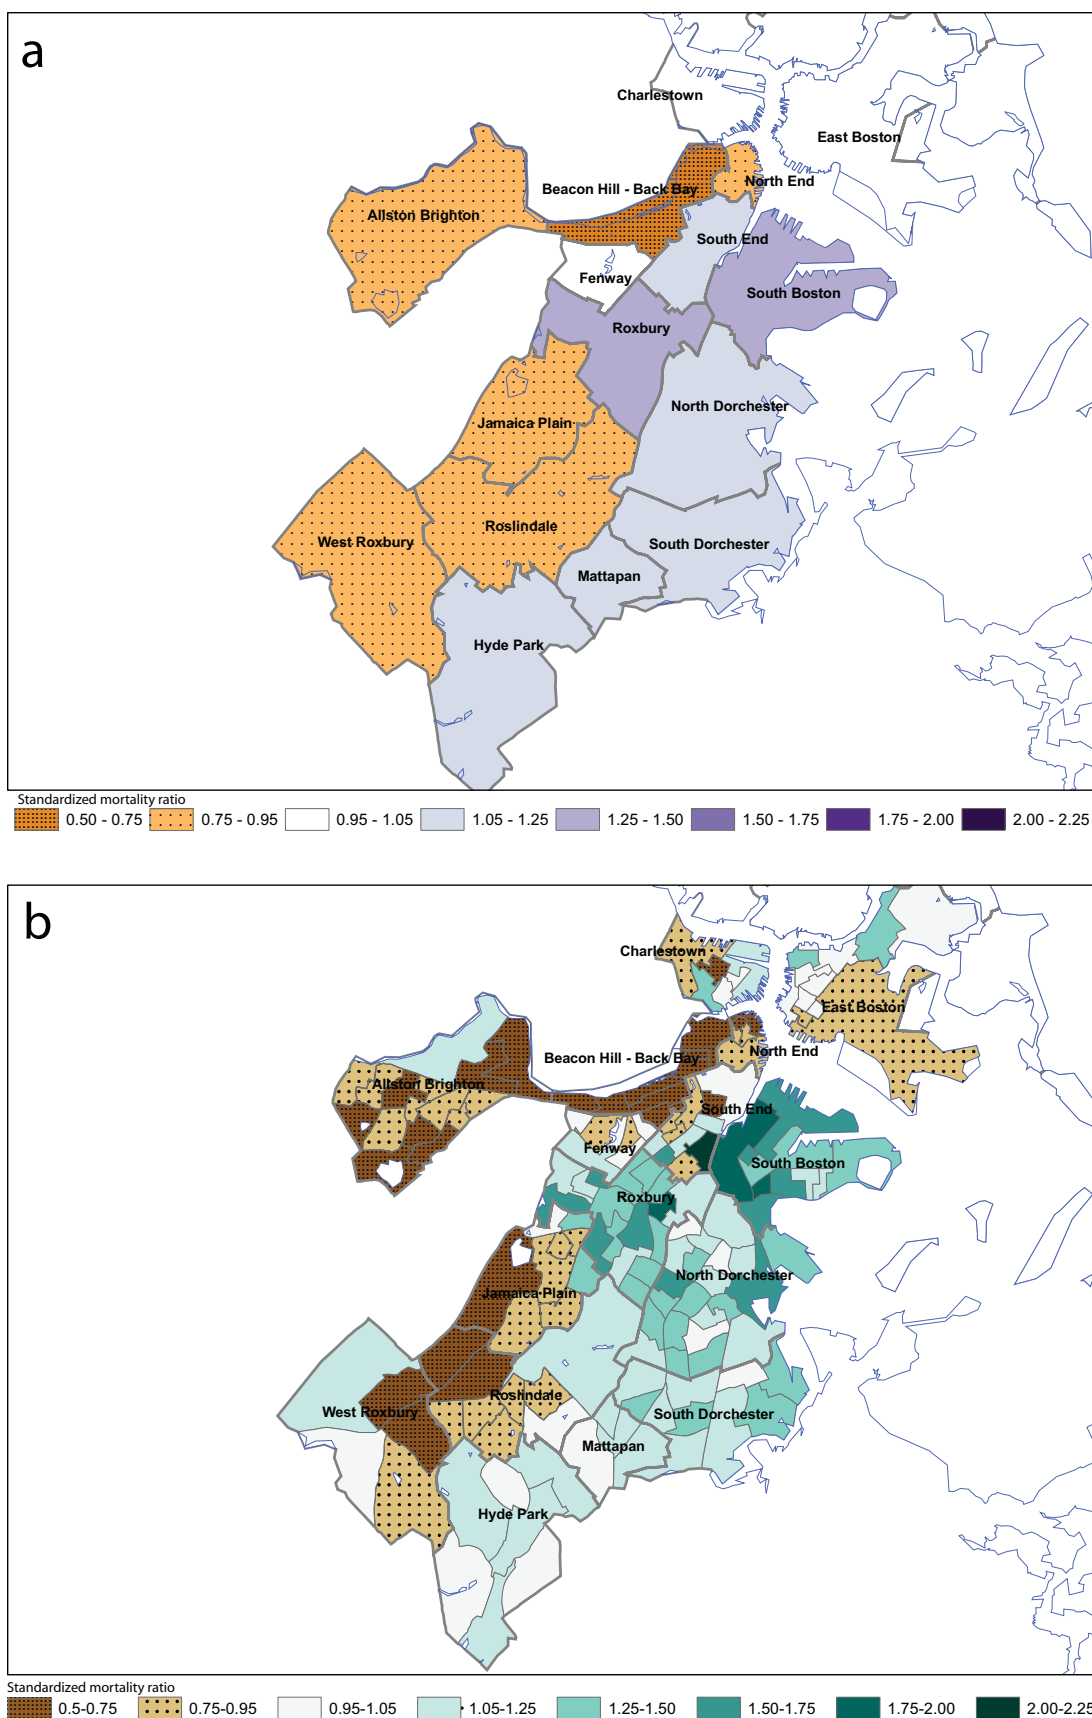 a
Charlestown
East Boston
Beacon Hill - Back Bay
North End
Allston Brighton
South End
Fenway
South Boston
Roxbury
North Dorchester
Jamaica Plain
Roslindale
West Roxbury
South Dorchester
Mattapan
Hyde Park
Standardized mortality ratio
0.50 - 0.75 0.75 - 0.95 0.95 - 1.05 1.05 - 1.25 1.25 - 1.50 1.50 - 1.75 1.75 - 2.00 2.00 - 2.25
b
Charlestown
East Boston
Beacon Hill - Back Bay
North End
Allston Brighton
South End
Fenway
South Boston
Roxbury
North Dorchester
Jamaica Plain
Roslindale
West Roxbury
South Dorchester
Mattapan
Hyde Park
Standardized mortality ratio
0.5-0.75 0.75-0.95 0.95-1.05 1.05-1.25 1.25-1.50 1.50-1.75 1.75-2.00 2.00-2.25